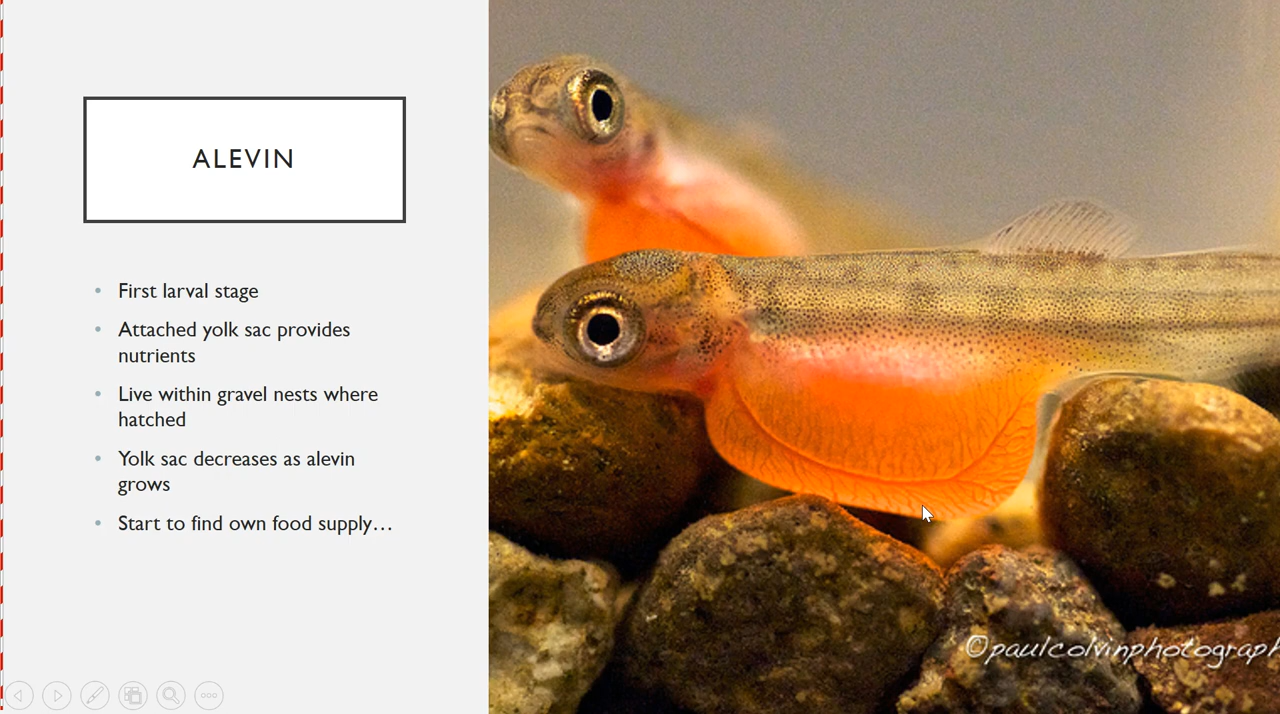 ALEVIN
First larval stage
Attached yolk sac provides
nutrients
Live within gravel nests where
hatched
Yolk sac decreases as alevin
grows
Start to find own food supply…
©paulcolvinphotograph